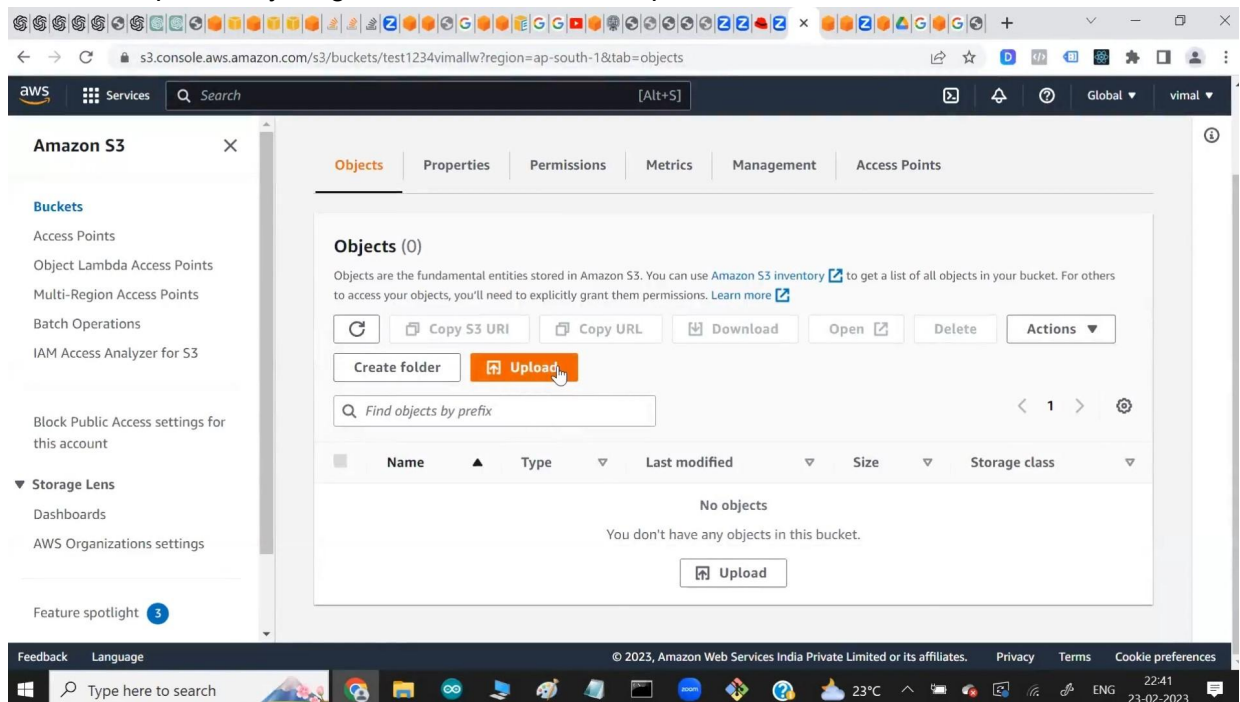 s3.console.aws.amazon.com/s3/buckets/test1234vimallw?region=ap-south-1&tab=objects
aws Services Search [Alt+S] Global ▼ vimal ▼
Amazon S3
Buckets
Access Points
Object Lambda Access Points
Multi-Region Access Points
Batch Operations
IAM Access Analyzer for S3
Block Public Access settings for
this account
▼ Storage Lens
Dashboards
AWS Organizations settings
Feature spotlight 3
Objects Properties Permissions Metrics Management Access Points
Objects (0)
Objects are the fundamental entities stored in Amazon S3. You can use Amazon S3 inventory to get a list of all objects in your bucket. For others
to access your objects, you'll need to explicitly grant them permissions. Learn more
Copy S3 URI Copy URL Download Open Delete Actions ▼
Create folder Upload
Find objects by prefix
1
Name Type Last modified Size Storage class
No objects
You don't have any objects in this bucket.
Upload
Feedback Language © 2023, Amazon Web Services India Private Limited or its affiliates. Privacy Terms Cookie preferences
Type here to search zoom 23°C ENG 22:41
23-02-2023